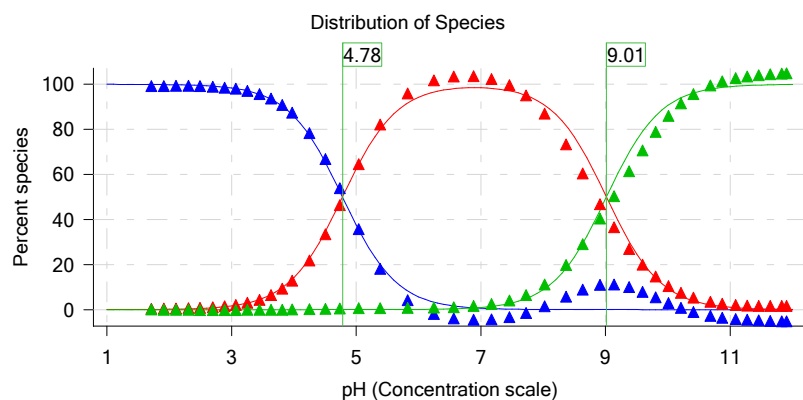 Distribution of Species
4.78
9.01
Percent species
100
80
60
40
20
0
1 3 5 7 9 11
pH (Concentration scale)